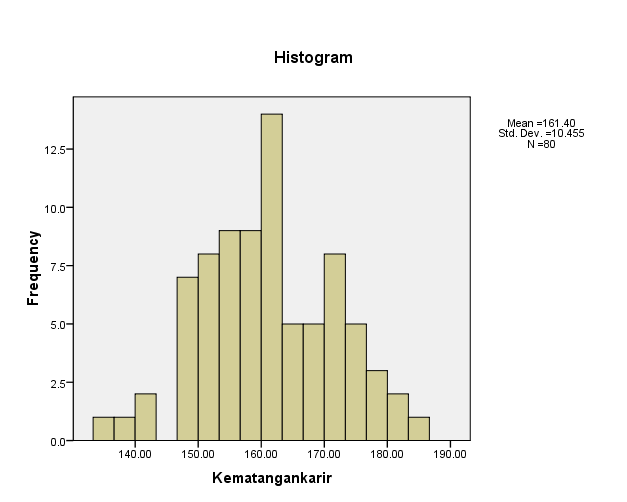 Histogram
Mean =161.40
Std. Dev. =10.455
N =80
12.5
10.0
7.5
5.0
2.5
0.0
Frequency
140.00 150.00 160.00 170.00 180.00 190.00
Kematangankarir